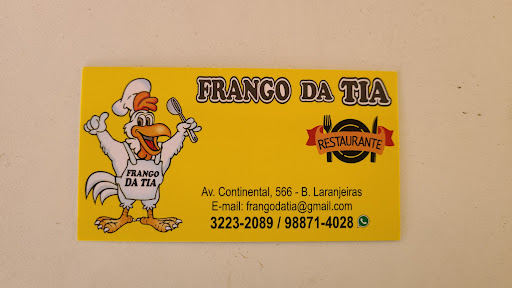 FRANGO DA TIA
RESTAURANTE
FRANGO
DA TIA
Av. Continental, 566 - B. Laranjeiras
E-mail: frangodatia@gmail.com
3223-2089 / 98871-4028